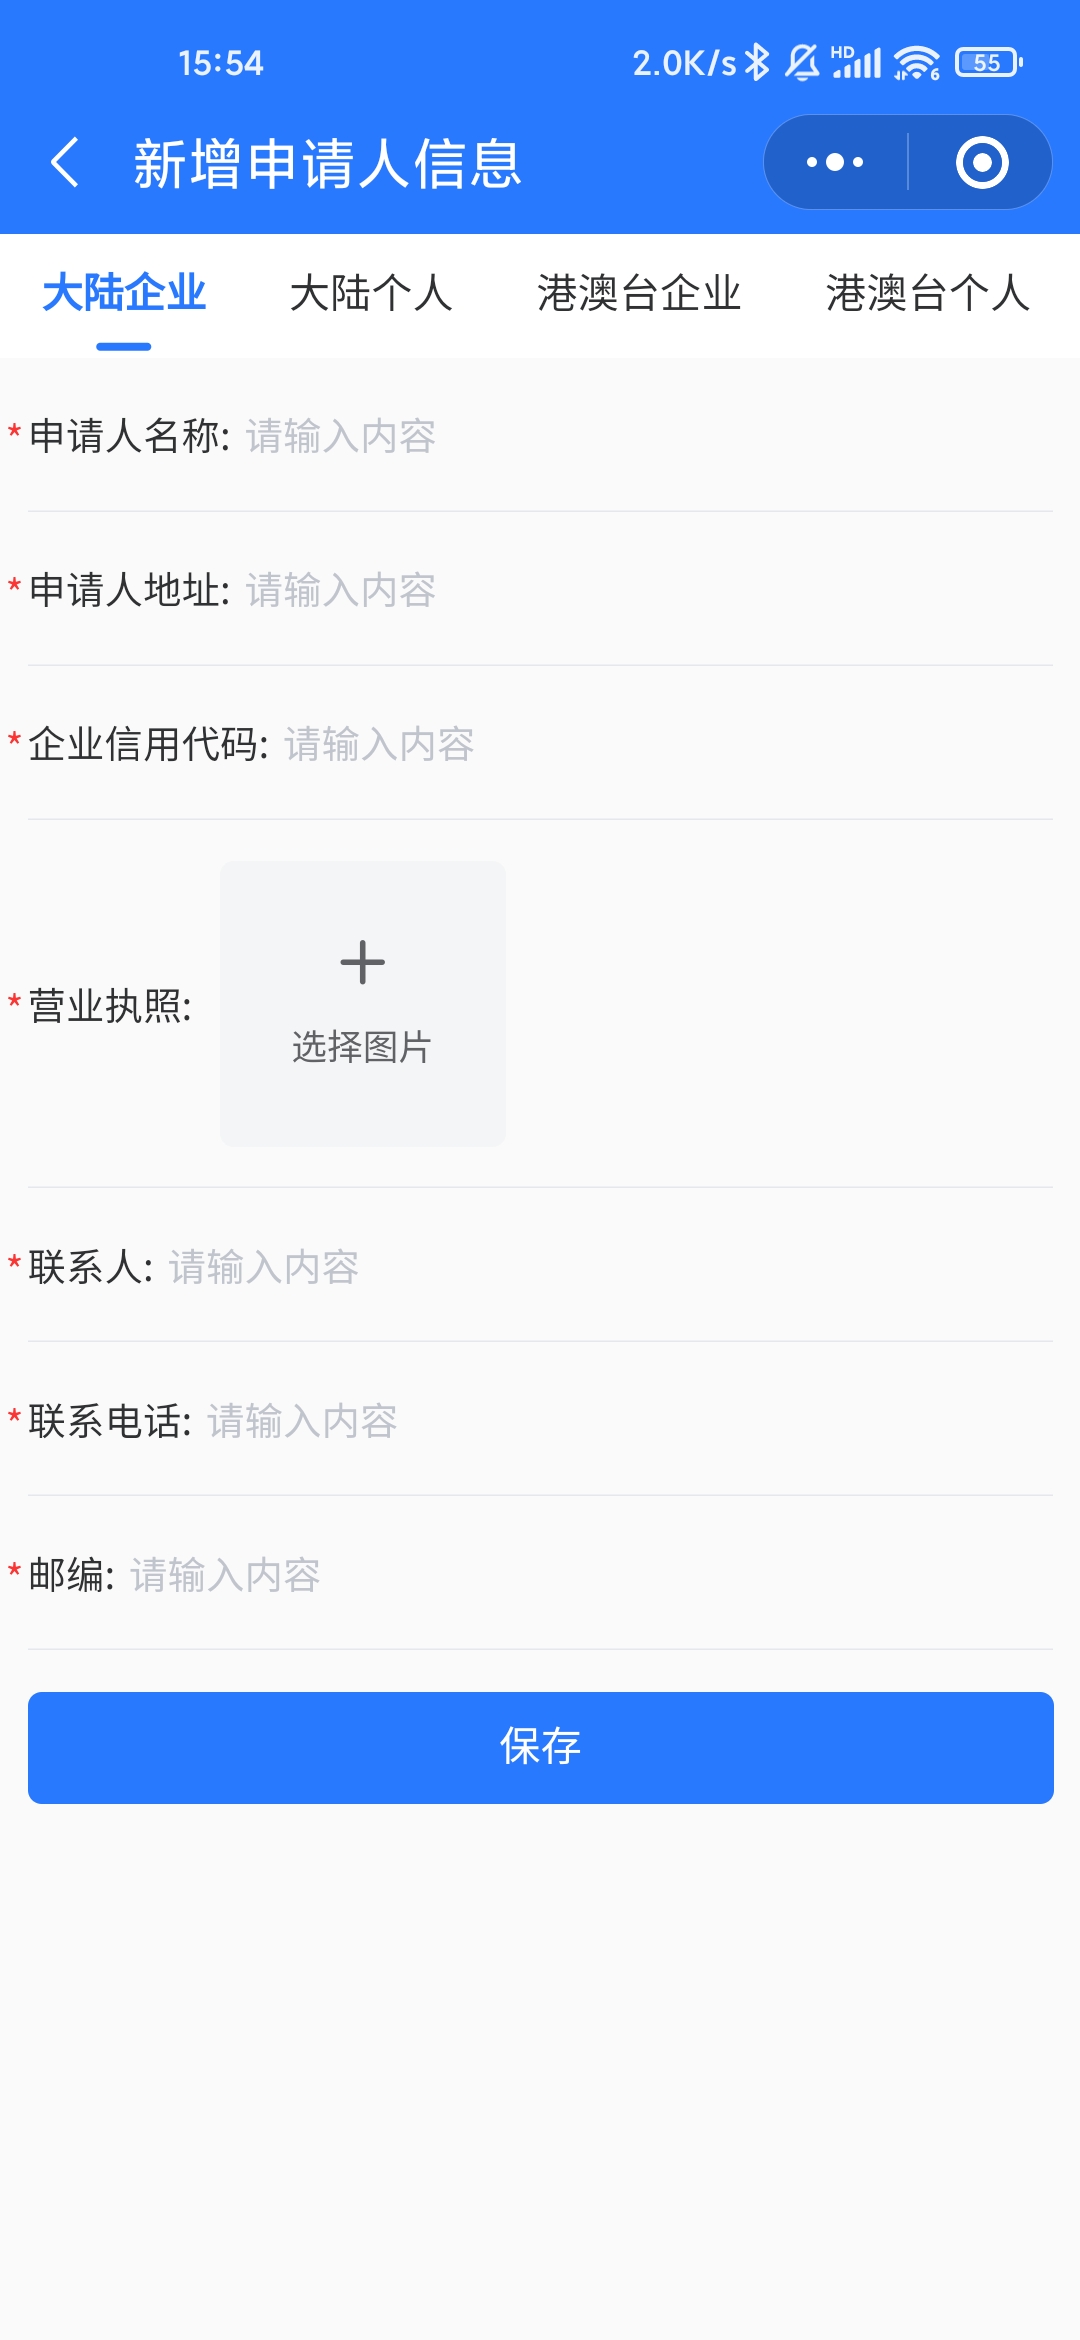 15:54
2.0K/s HD 6 55
新增申请人信息
大陆企业 大陆个人 港澳台企业 港澳台个人
* 申请人名称: 请输入内容
* 申请人地址: 请输入内容
* 企业信用代码: 请输入内容
* 营业执照:
选择图片
* 联系人: 请输入内容
* 联系电话: 请输入内容
* 邮编: 请输入内容
保存